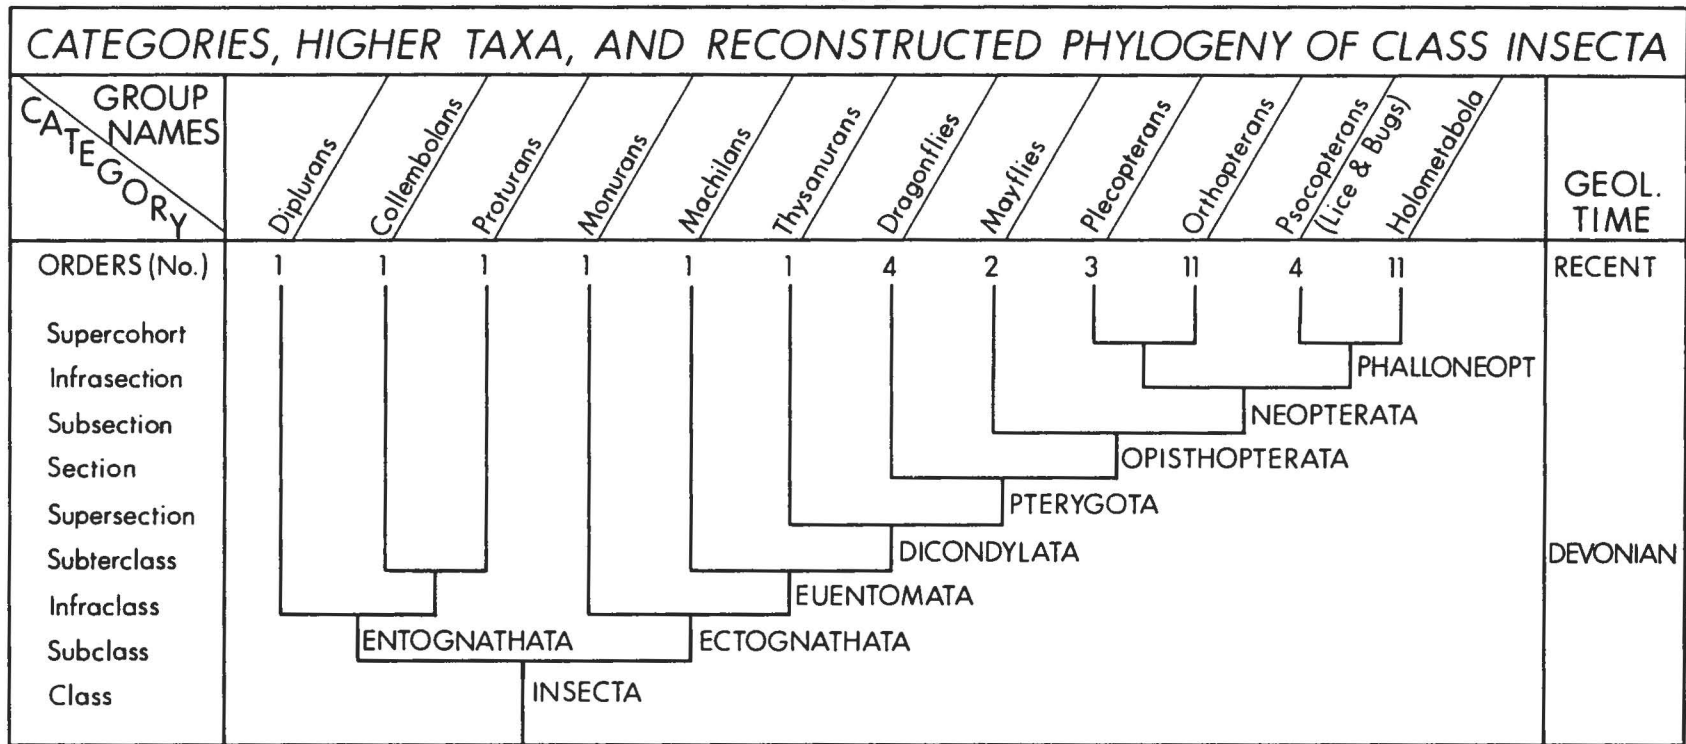 CATEGORIES, HIGHER TAXA, AND RECONSTRUCTED PHYLOGENY OF CLASS INSECTA
GROUP NAMES
CATEGORY
Diplurans
Collembolans
Proturans
Monurans
Machilans
Thysanurans
Dragonflies
Mayflies
Plecopterans
Orthopterans
Psocopterans
(Lice & Bugs)
Holometabola
GEOL.
TIME
ORDERS (No.) 1 1 1 1 1 1 4 2 3 11 4 11 RECENT
Supercohort
PHALLONEOPT
Infrasection
NEOPTERATA
Subsection
OPISTHOPTERATA
Section
PTERYGOTA
Supersection
DICONDYLATA
Subterclass
DEVONIAN
EUENTOMATA
Infraclass
ENTOGNATHATA ECTOGNATHATA
Subclass
INSECTA
Class